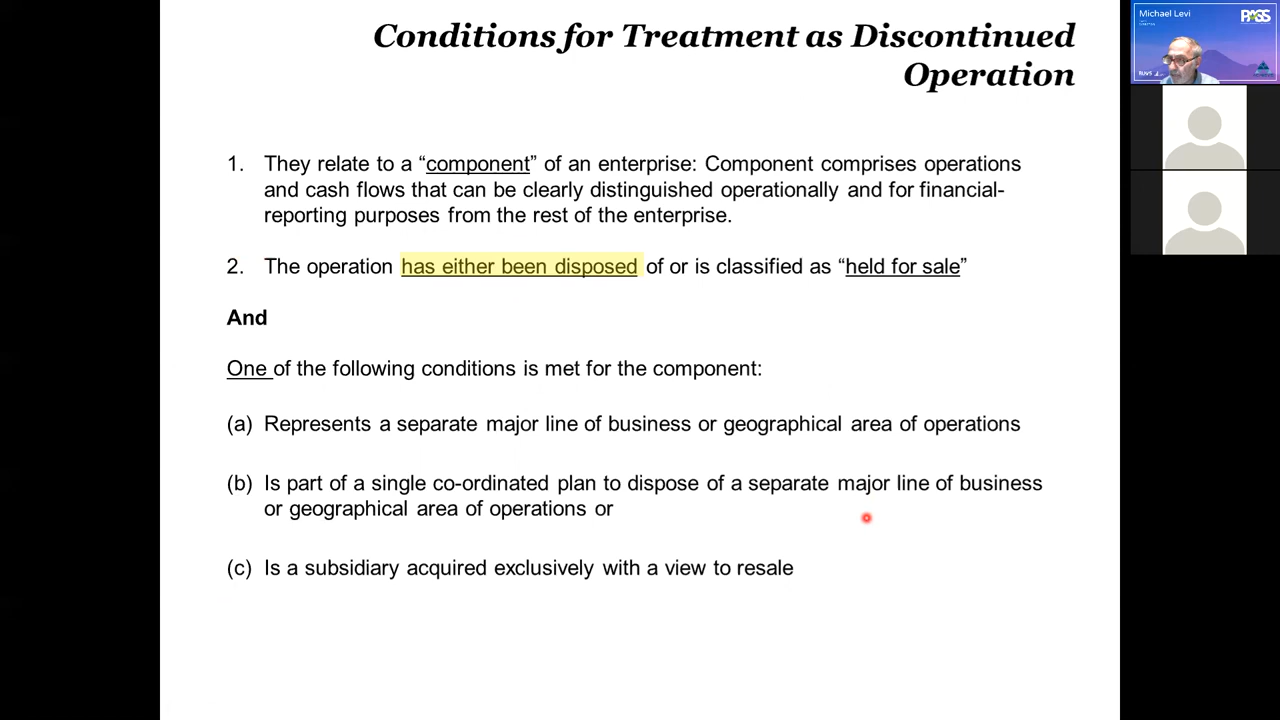 Conditions for Treatment as Discontinued
Operation
1. They relate to a “component” of an enterprise: Component comprises operations
and cash flows that can be clearly distinguished operationally and for financial-
reporting purposes from the rest of the enterprise.
2. The operation has either been disposed of or is classified as “held for sale”
And
One of the following conditions is met for the component:
(a) Represents a separate major line of business or geographical area of operations
(b) Is part of a single co-ordinated plan to dispose of a separate major line of business
or geographical area of operations or
(c) Is a subsidiary acquired exclusively with a view to resale
Michael Levi
PASS